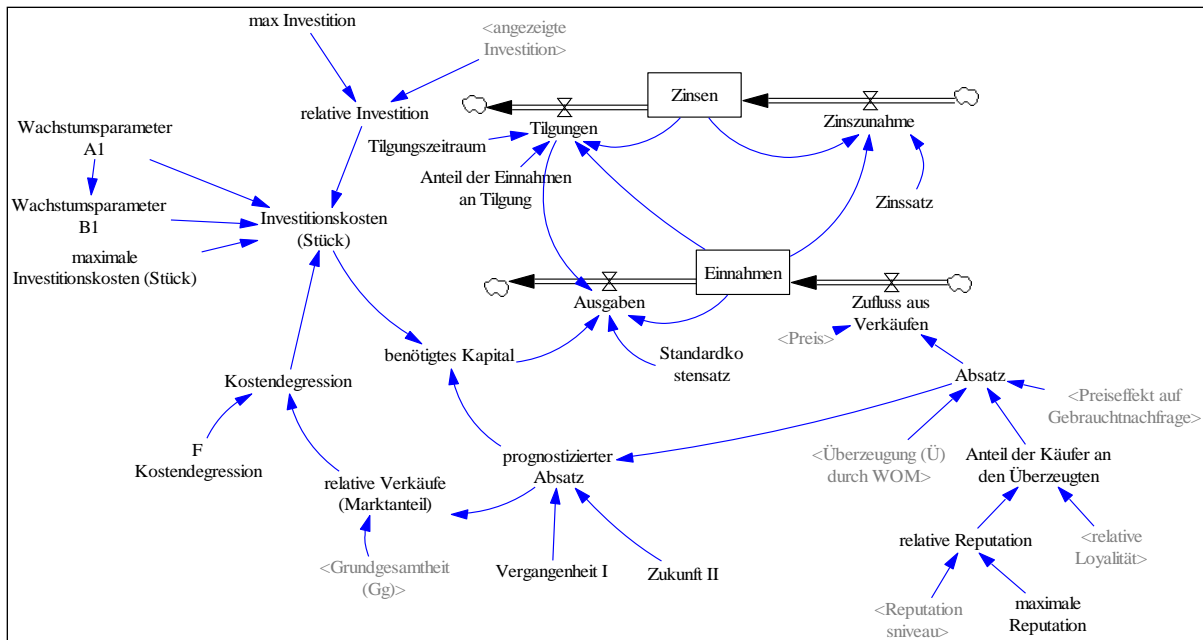 max Investition
<angezeigte
Investition>
relative Investition
Zinsen
Tilgungen
Zinszunahme
Wachstumsparameter
A1
Tilgungszeitraum
Anteil der Einnahmen
an Tilgung
Zinssatz
Wachstumsparameter
B1
Investitionskosten
(Stück)
maximale
Investitionskosten (Stück)
Einnahmen
Ausgaben
Zufluss aus
Verkäufen
<Preis>
benötigtes Kapital
Standardko
stensatz
Kostendegression
Absatz
<Preiseffekt auf
Gebrauchtnachfrage>
F
Kostendegression
prognostizierter
Absatz
<Überzeugung (Ü)
durch WOM>
Anteil der Käufer an
den Überzeugten
relative Verkäufe
(Marktanteil)
relative Reputation
<relative
Loyalität>
<Grundgesamtheit
(Gg)>
Vergangenheit I
Zukunft II
<Reputation
sniveau>
maximale
Reputation